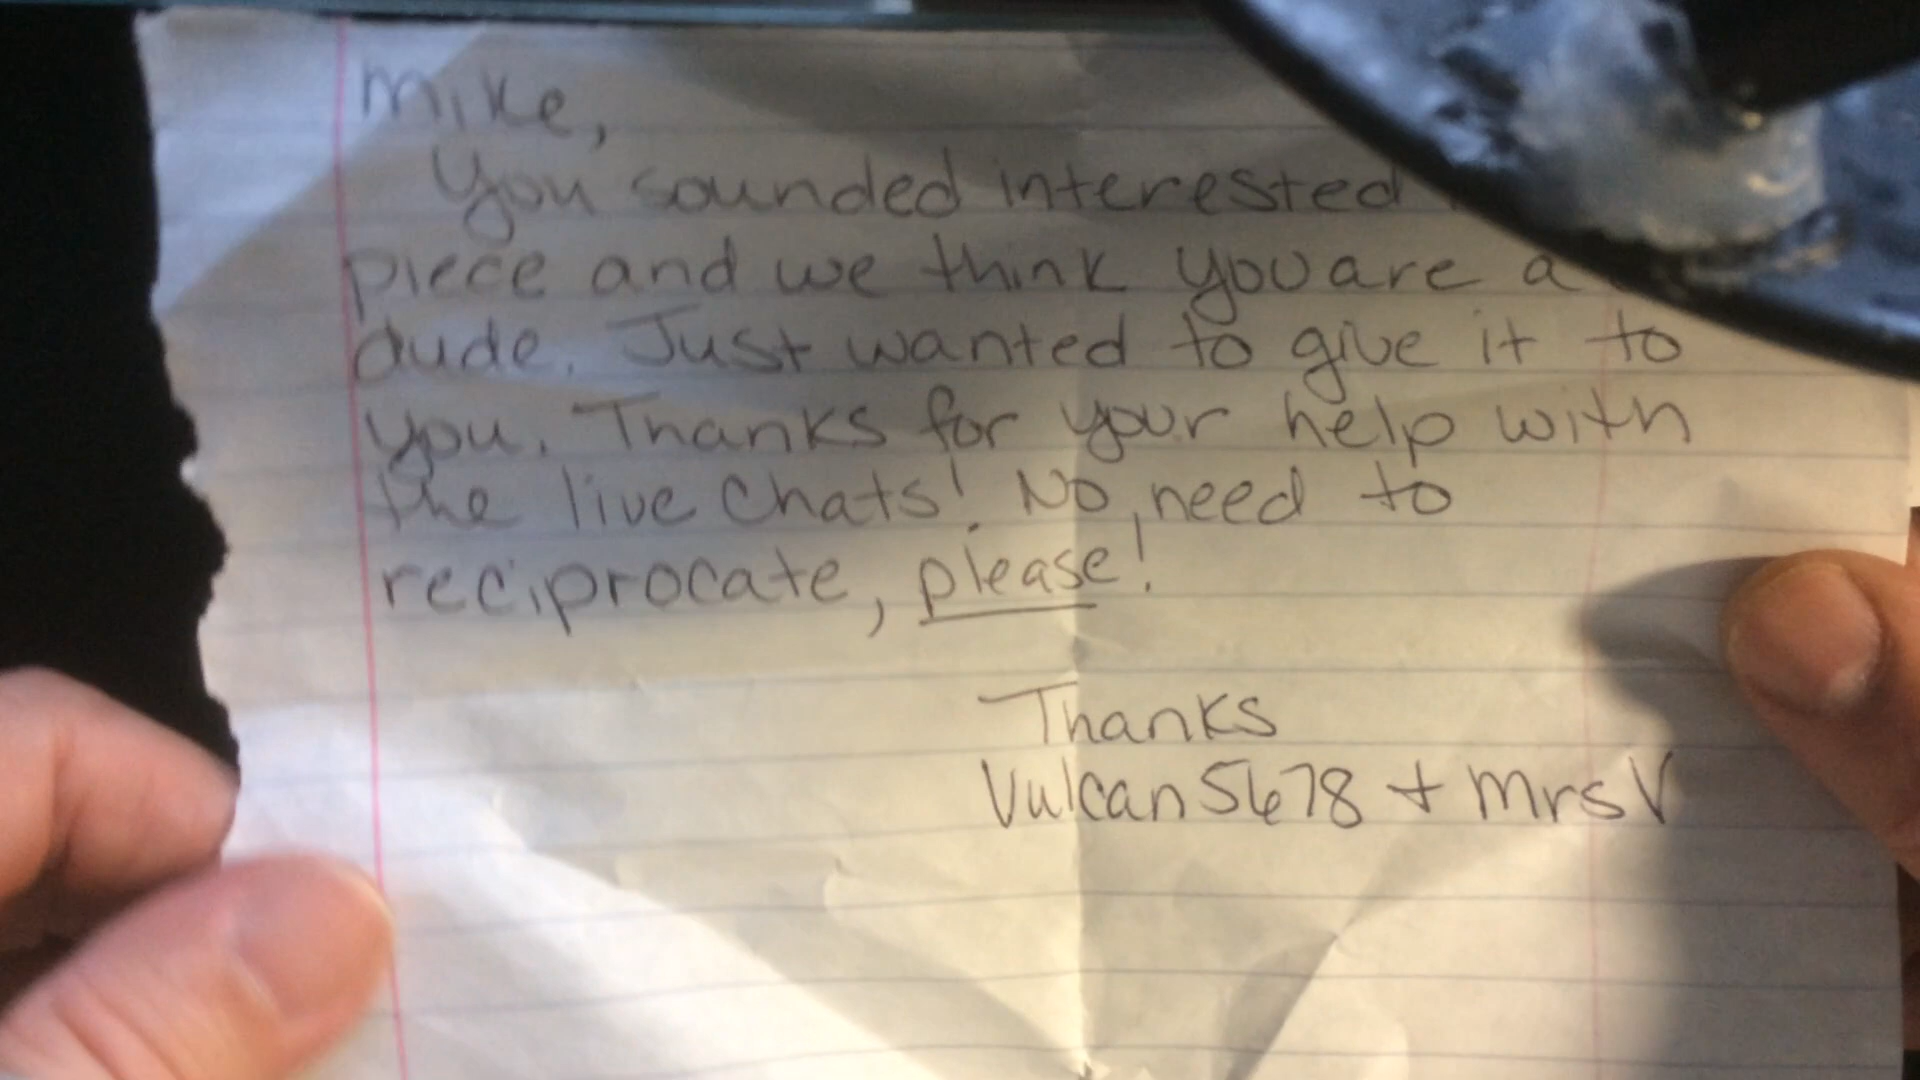 Mike,
You sounded interested
piece and we think you are a
dude. Just wanted to give it to
you. Thanks for your help with
the live chats! No need to
reciprocate, please!
Thanks
Vulcan5678 + Mrs V